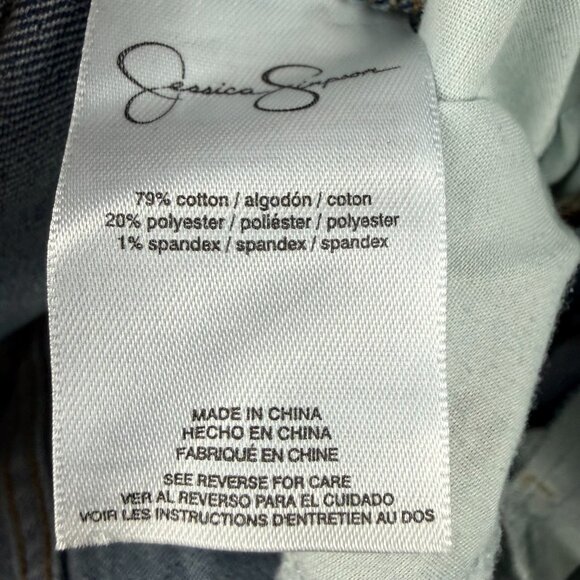 Jessica Simpson
79% cotton / algodón / coton
20% polyester / poliéster / polyester
1% spandex / spandex / spandex
MADE IN CHINA
HECHO EN CHINA
FABRIQUÉ EN CHINE
SEE REVERSE FOR CARE
VER AL REVERSO PARA EL CUIDADO
VOIR LES INSTRUCTIONS D'ENTRETIEN AU DOS